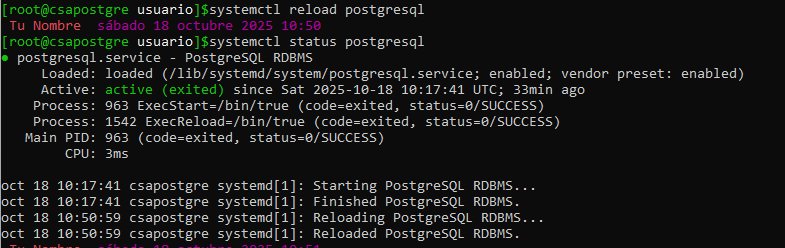 [root@csapostgre usuario]$systemctl reload postgresql
Tu Nombre sábado 18 octubre 2025 10:50
[root@csapostgre usuario]$systemctl status postgresql
● postgresql.service - PostgreSQL RDBMS
Loaded: loaded (/lib/systemd/system/postgresql.service; enabled; vendor preset: enabled)
Active: active (exited) since Sat 2025-10-18 10:17:41 UTC; 33min ago
Process: 963 ExecStart=/bin/true (code=exited, status=0/SUCCESS)
Process: 1542 ExecReload=/bin/true (code=exited, status=0/SUCCESS)
Main PID: 963 (code=exited, status=0/SUCCESS)
CPU: 3ms
oct 18 10:17:41 csapostgre systemd[1]: Starting PostgreSQL RDBMS...
oct 18 10:17:41 csapostgre systemd[1]: Finished PostgreSQL RDBMS.
oct 18 10:50:59 csapostgre systemd[1]: Reloading PostgreSQL RDBMS...
oct 18 10:50:59 csapostgre systemd[1]: Reloaded PostgreSQL RDBMS.
Tu Nombre sábado 18 octubre 2025 10:51